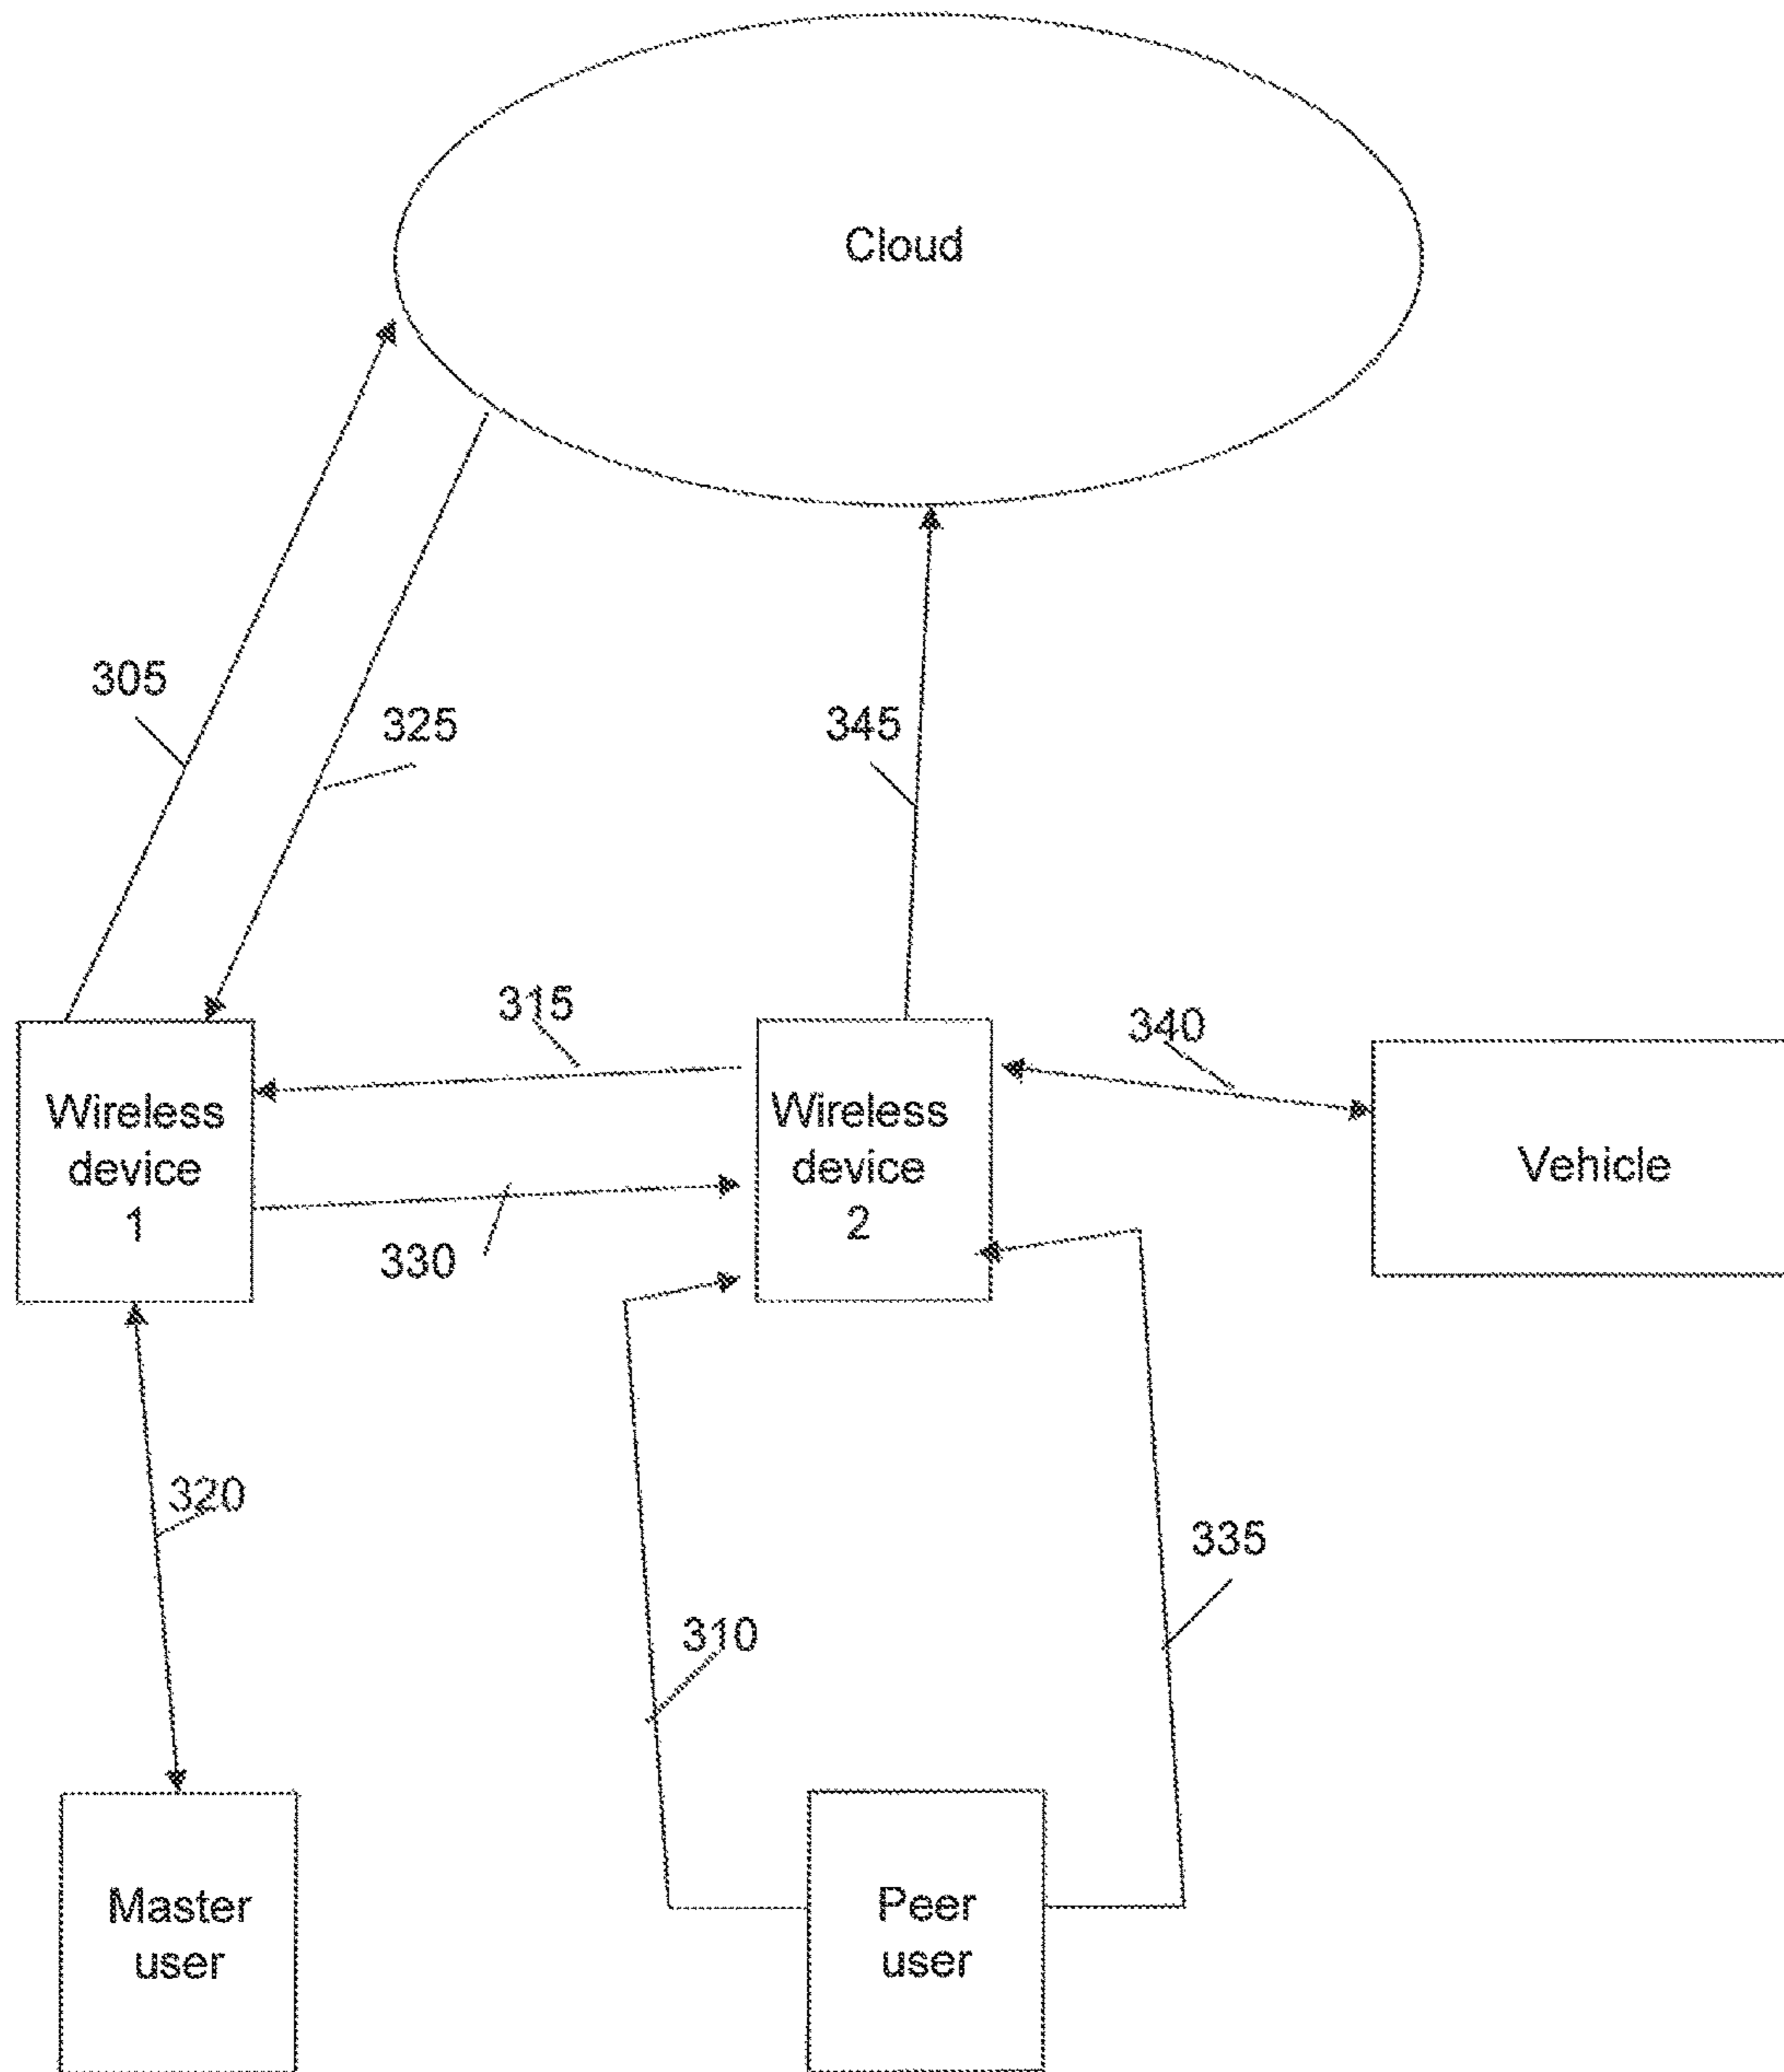 Cloud
305
325
345
315
340
Wireless
device
1
Wireless
device
2
Vehicle
330
320
335
310
Master
user
Peer
user